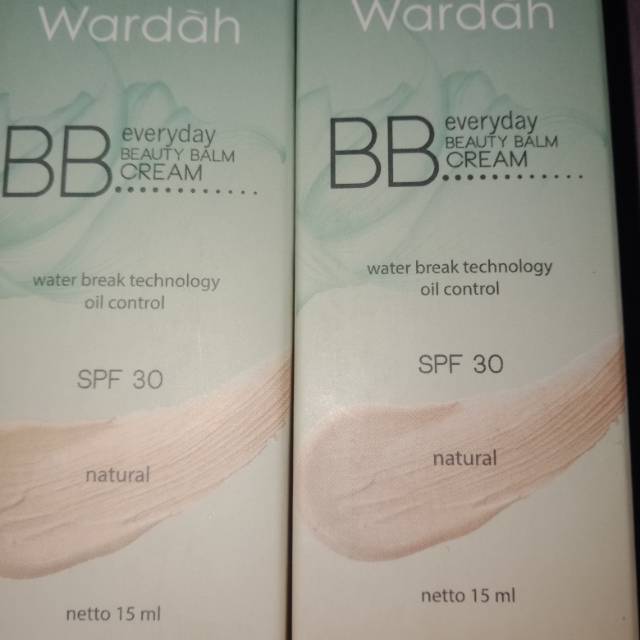 Wardah
BB everyday
BEAUTY BALM
CREAM
water break technology
oil control
SPF 30
natural
netto 15 ml
Wardah
BB everyday
BEAUTY BALM
CREAM
water break technology
oil control
SPF 30
natural
netto 15 ml